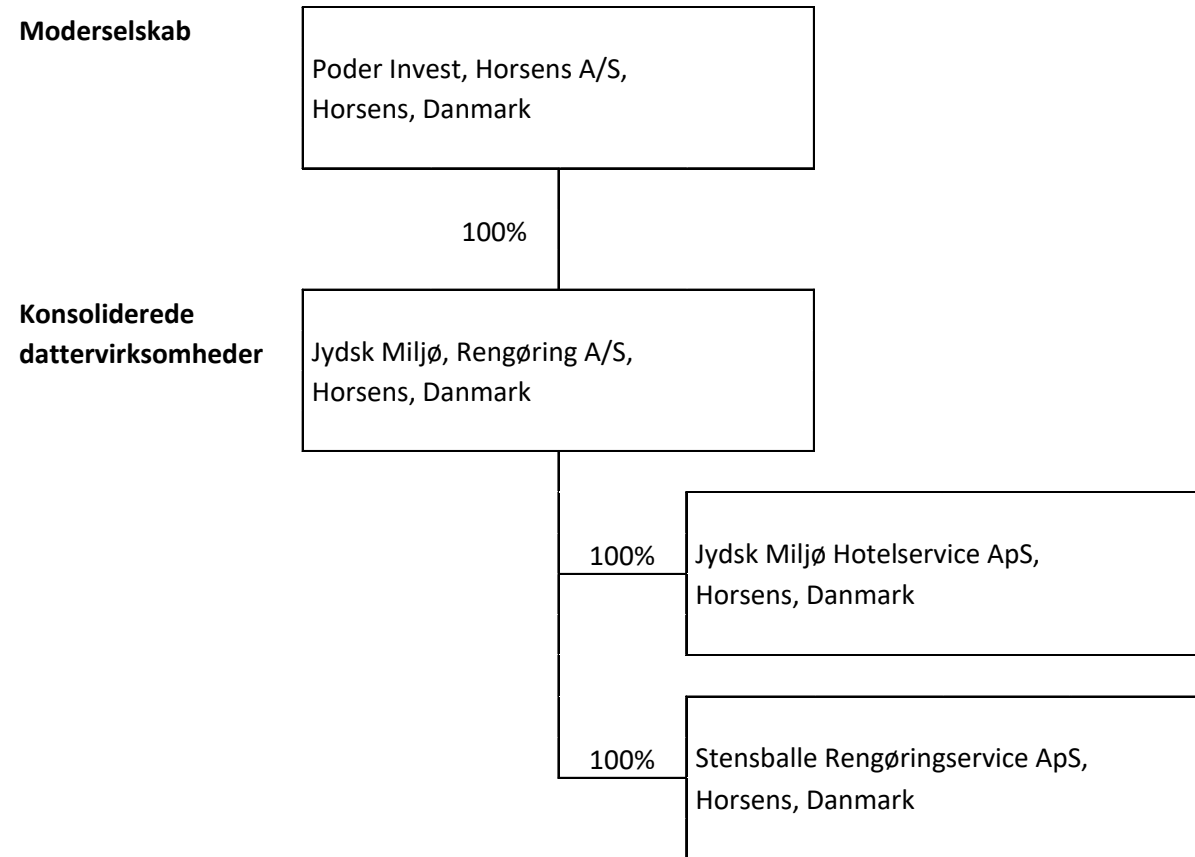 Moderselskab
Poder Invest, Horsens A/S,
Horsens, Danmark
100%
Konsoliderede
dattervirksomheder
Jydsk Miljø, Rengøring A/S,
Horsens, Danmark
100%
Jydsk Miljø Hotelservice ApS,
Horsens, Danmark
100%
Stensballe Rengøringservice ApS,
Horsens, Danmark